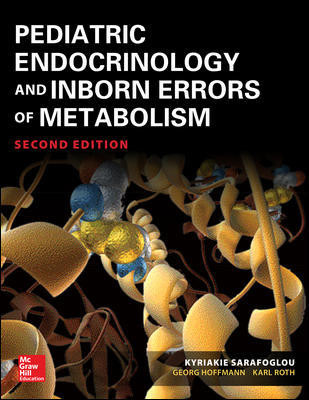 PEDIATRIC
ENDOCRINOLOGY
AND INBORN ERRORS
OF METABOLISM
SECOND EDITION
KYRIAKIE SARAFOGLOU
GEORG HOFFMANN KARL ROTH
Mc
Graw
Hill
Education